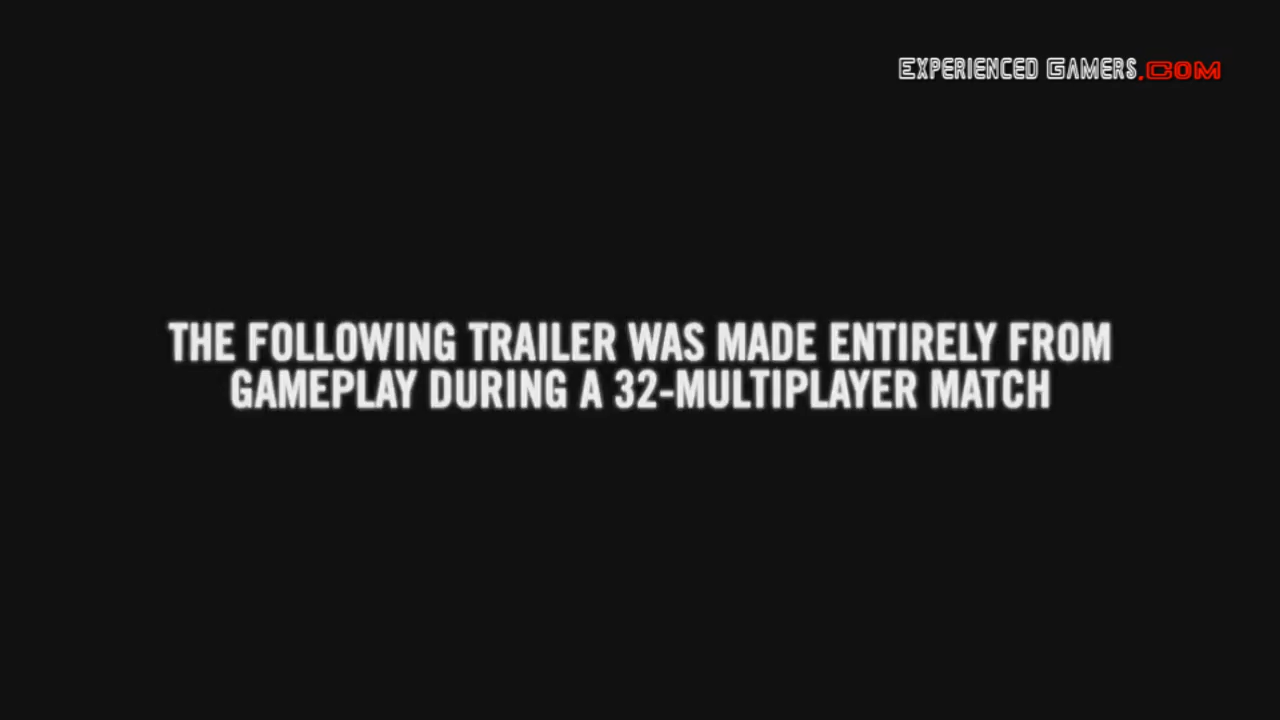 EXPERIENCED GAMERS.COM
THE FOLLOWING TRAILER WAS MADE ENTIRELY FROM
GAMEPLAY DURING A 32-MULTIPLAYER MATCH